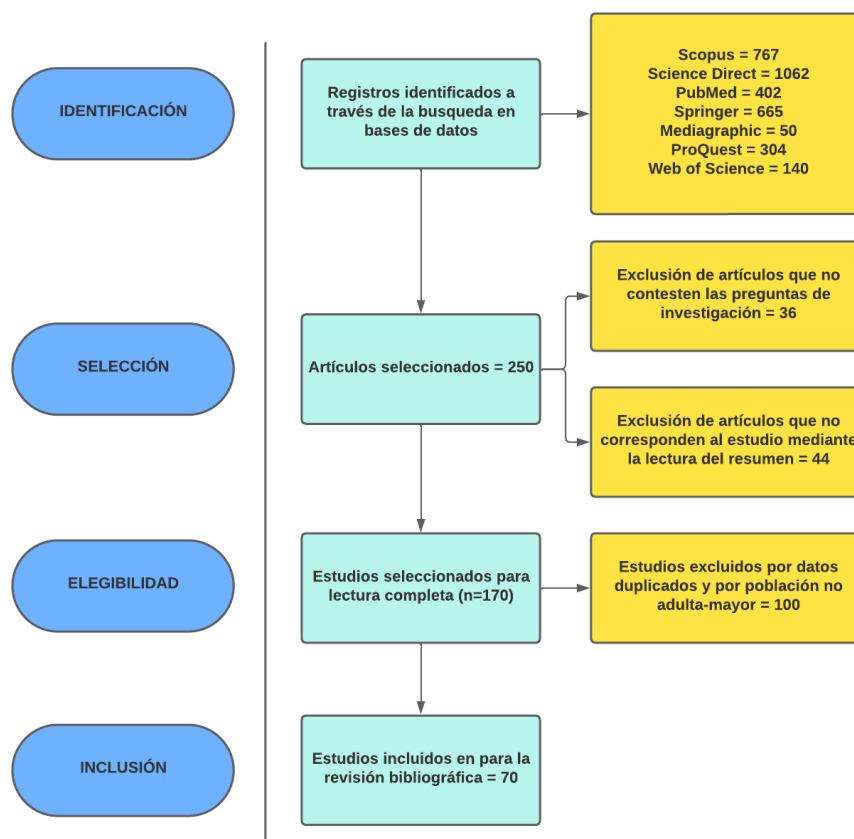 IDENTIFICACIÓN
Registros identificados a
través de la busqueda en
bases de datos
Scopus = 767
Science Direct = 1062
PubMed = 402
Springer = 665
Mediagraphic = 50
ProQuest = 304
Web of Science = 140
SELECCIÓN
Artículos seleccionados = 250
Exclusión de artículos que no
contesten las preguntas de
investigación = 36
Exclusión de artículos que no
corresponden al estudio mediante
la lectura del resumen = 44
ELEGIBILIDAD
Estudios seleccionados para
lectura completa (n=170)
Estudios excluidos por datos
duplicados y por población no
adulta-mayor = 100
INCLUSIÓN
Estudios incluidos en para la
revisión bibliográfica = 70